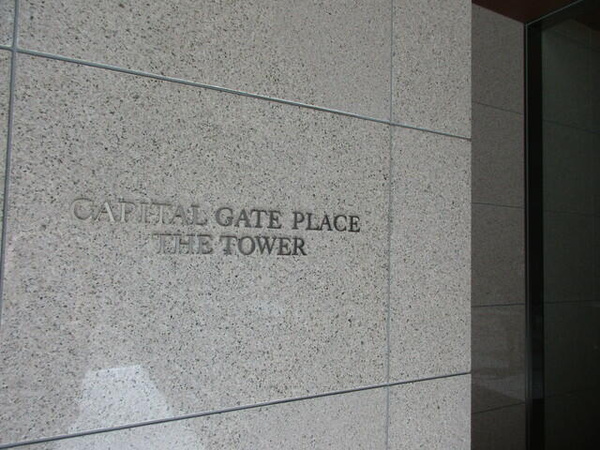 CAPITAL GATE PLACE
THE TOWER